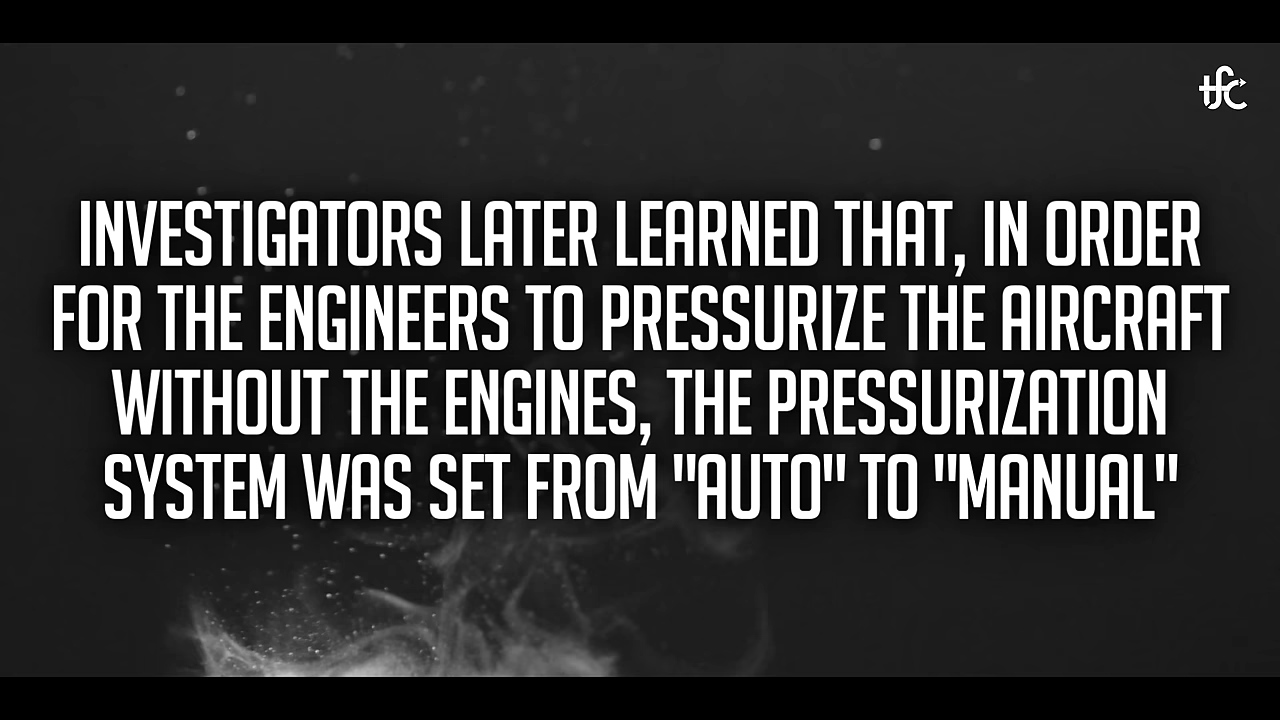 tfc
INVESTIGATORS LATER LEARNED THAT, IN ORDER
FOR THE ENGINEERS TO PRESSURIZE THE AIRCRAFT
WITHOUT THE ENGINES, THE PRESSURIZATION
SYSTEM WAS SET FROM "AUTO" TO "MANUAL"